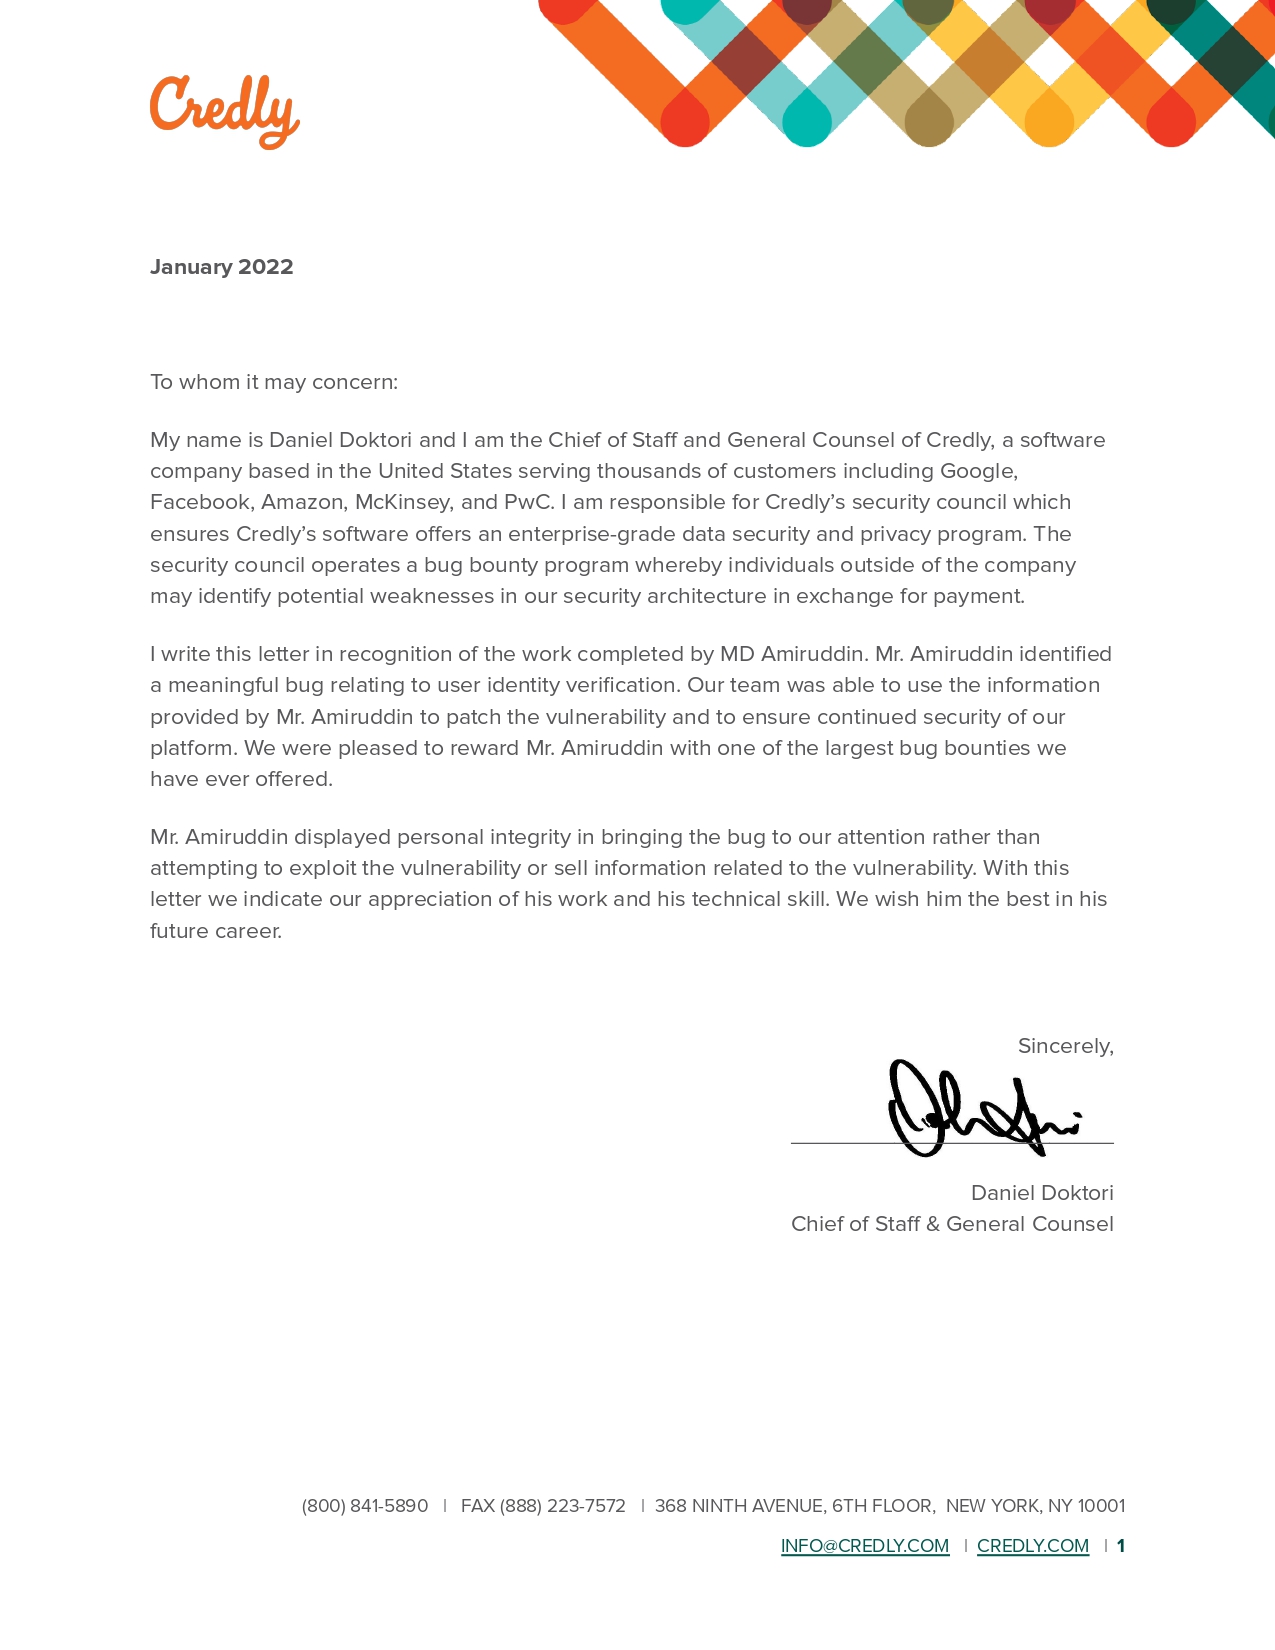 Credly
January 2022
To whom it may concern:
My name is Daniel Doktori and I am the Chief of Staff and General Counsel of Credly, a software
company based in the United States serving thousands of customers including Google,
Facebook, Amazon, McKinsey, and PwC. I am responsible for Credly’s security council which
ensures Credly’s software offers an enterprise-grade data security and privacy program. The
security council operates a bug bounty program whereby individuals outside of the company
may identify potential weaknesses in our security architecture in exchange for payment.
I write this letter in recognition of the work completed by MD Amiruddin. Mr. Amiruddin identified
a meaningful bug relating to user identity verification. Our team was able to use the information
provided by Mr. Amiruddin to patch the vulnerability and to ensure continued security of our
platform. We were pleased to reward Mr. Amiruddin with one of the largest bug bounties we
have ever offered.
Mr. Amiruddin displayed personal integrity in bringing the bug to our attention rather than
attempting to exploit the vulnerability or sell information related to the vulnerability. With this
letter we indicate our appreciation of his work and his technical skill. We wish him the best in his
future career.
Sincerely,
Daniel Doktori
Chief of Staff & General Counsel
(800) 841-5890 | FAX (888) 223-7572 | 368 NINTH AVENUE, 6TH FLOOR, NEW YORK, NY 10001
INFO@CREDLY.COM | CREDLY.COM | 1